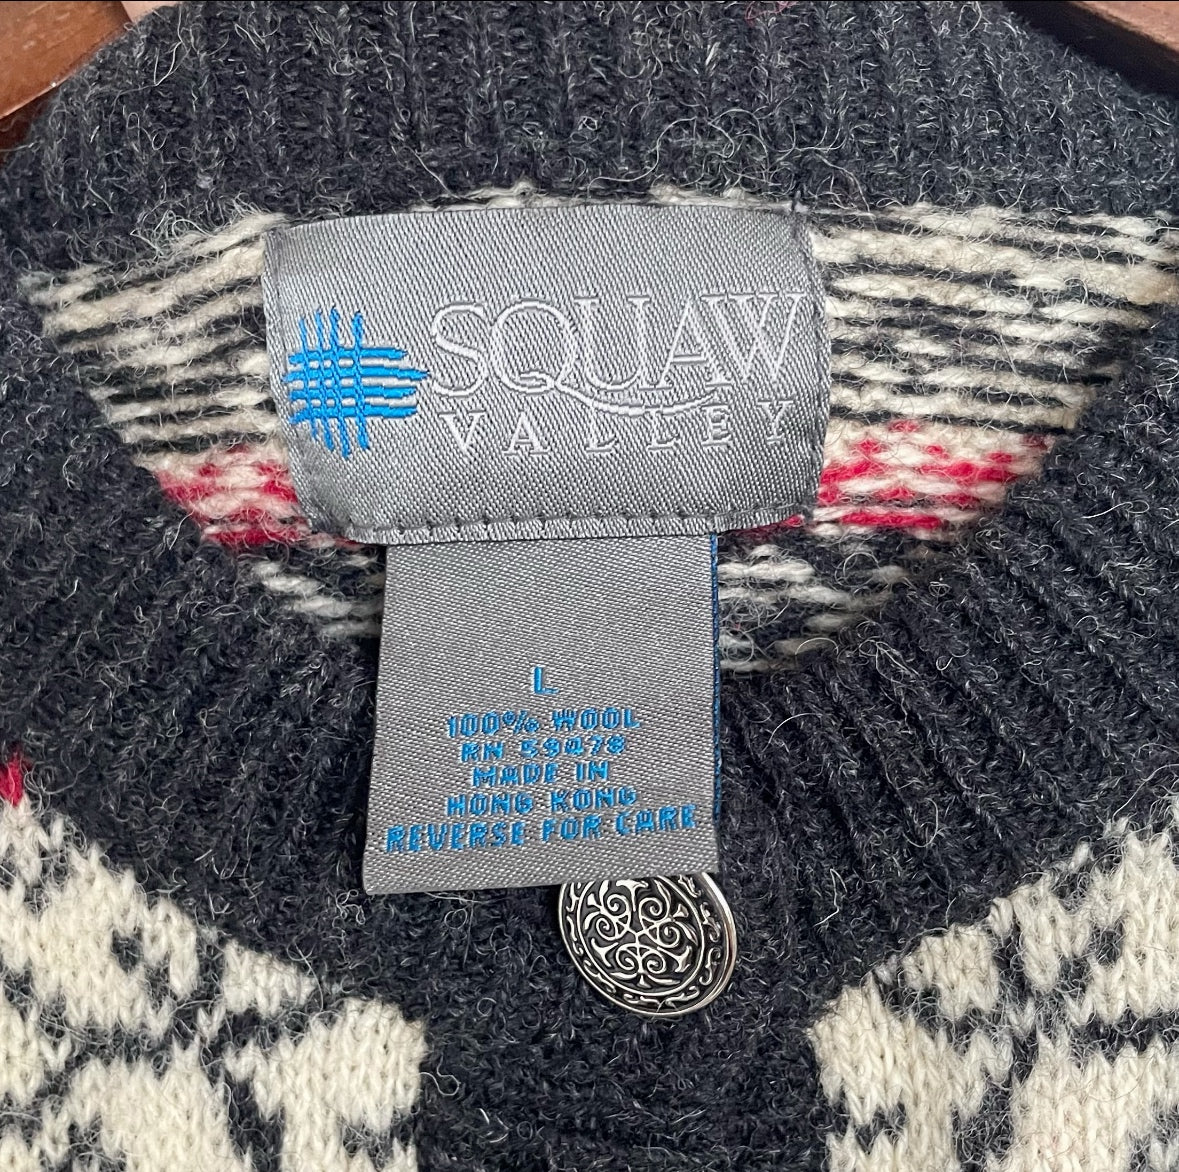 SQUAW
VALLEY
L
100% WOOL
RN 59478
MADE IN
HONG KONG
REVERSE FOR CARE